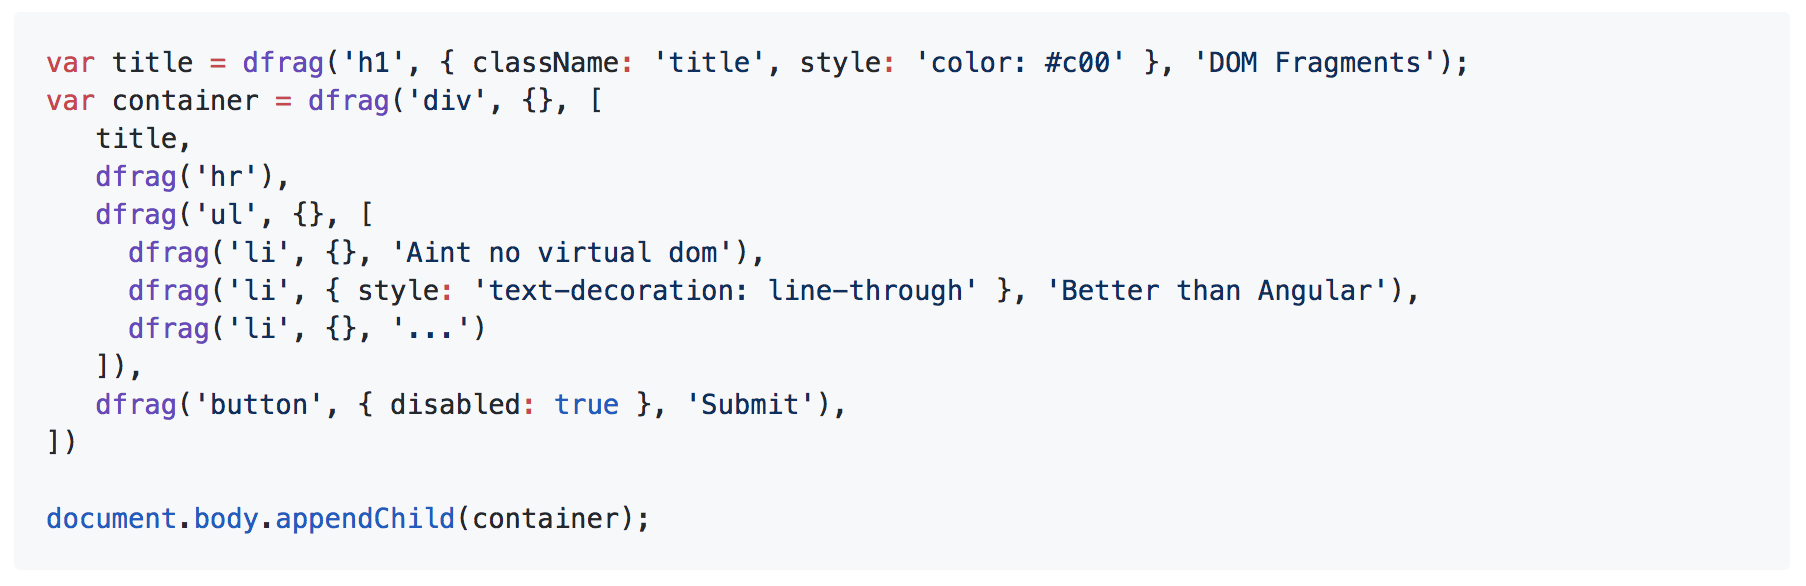 var title = dfrag('h1', { className: 'title', style: 'color: #c00' }, 'DOM Fragments');
var container = dfrag('div', {}, [
   title,
   dfrag('hr'),
   dfrag('ul', {}, [
     dfrag('li', {}, 'Aint no virtual dom'),
     dfrag('li', { style: 'text-decoration: line-through' }, 'Better than Angular'),
     dfrag('li', {}, '...')
   ]),
   dfrag('button', { disabled: true }, 'Submit'),
])
document.body.appendChild(container);